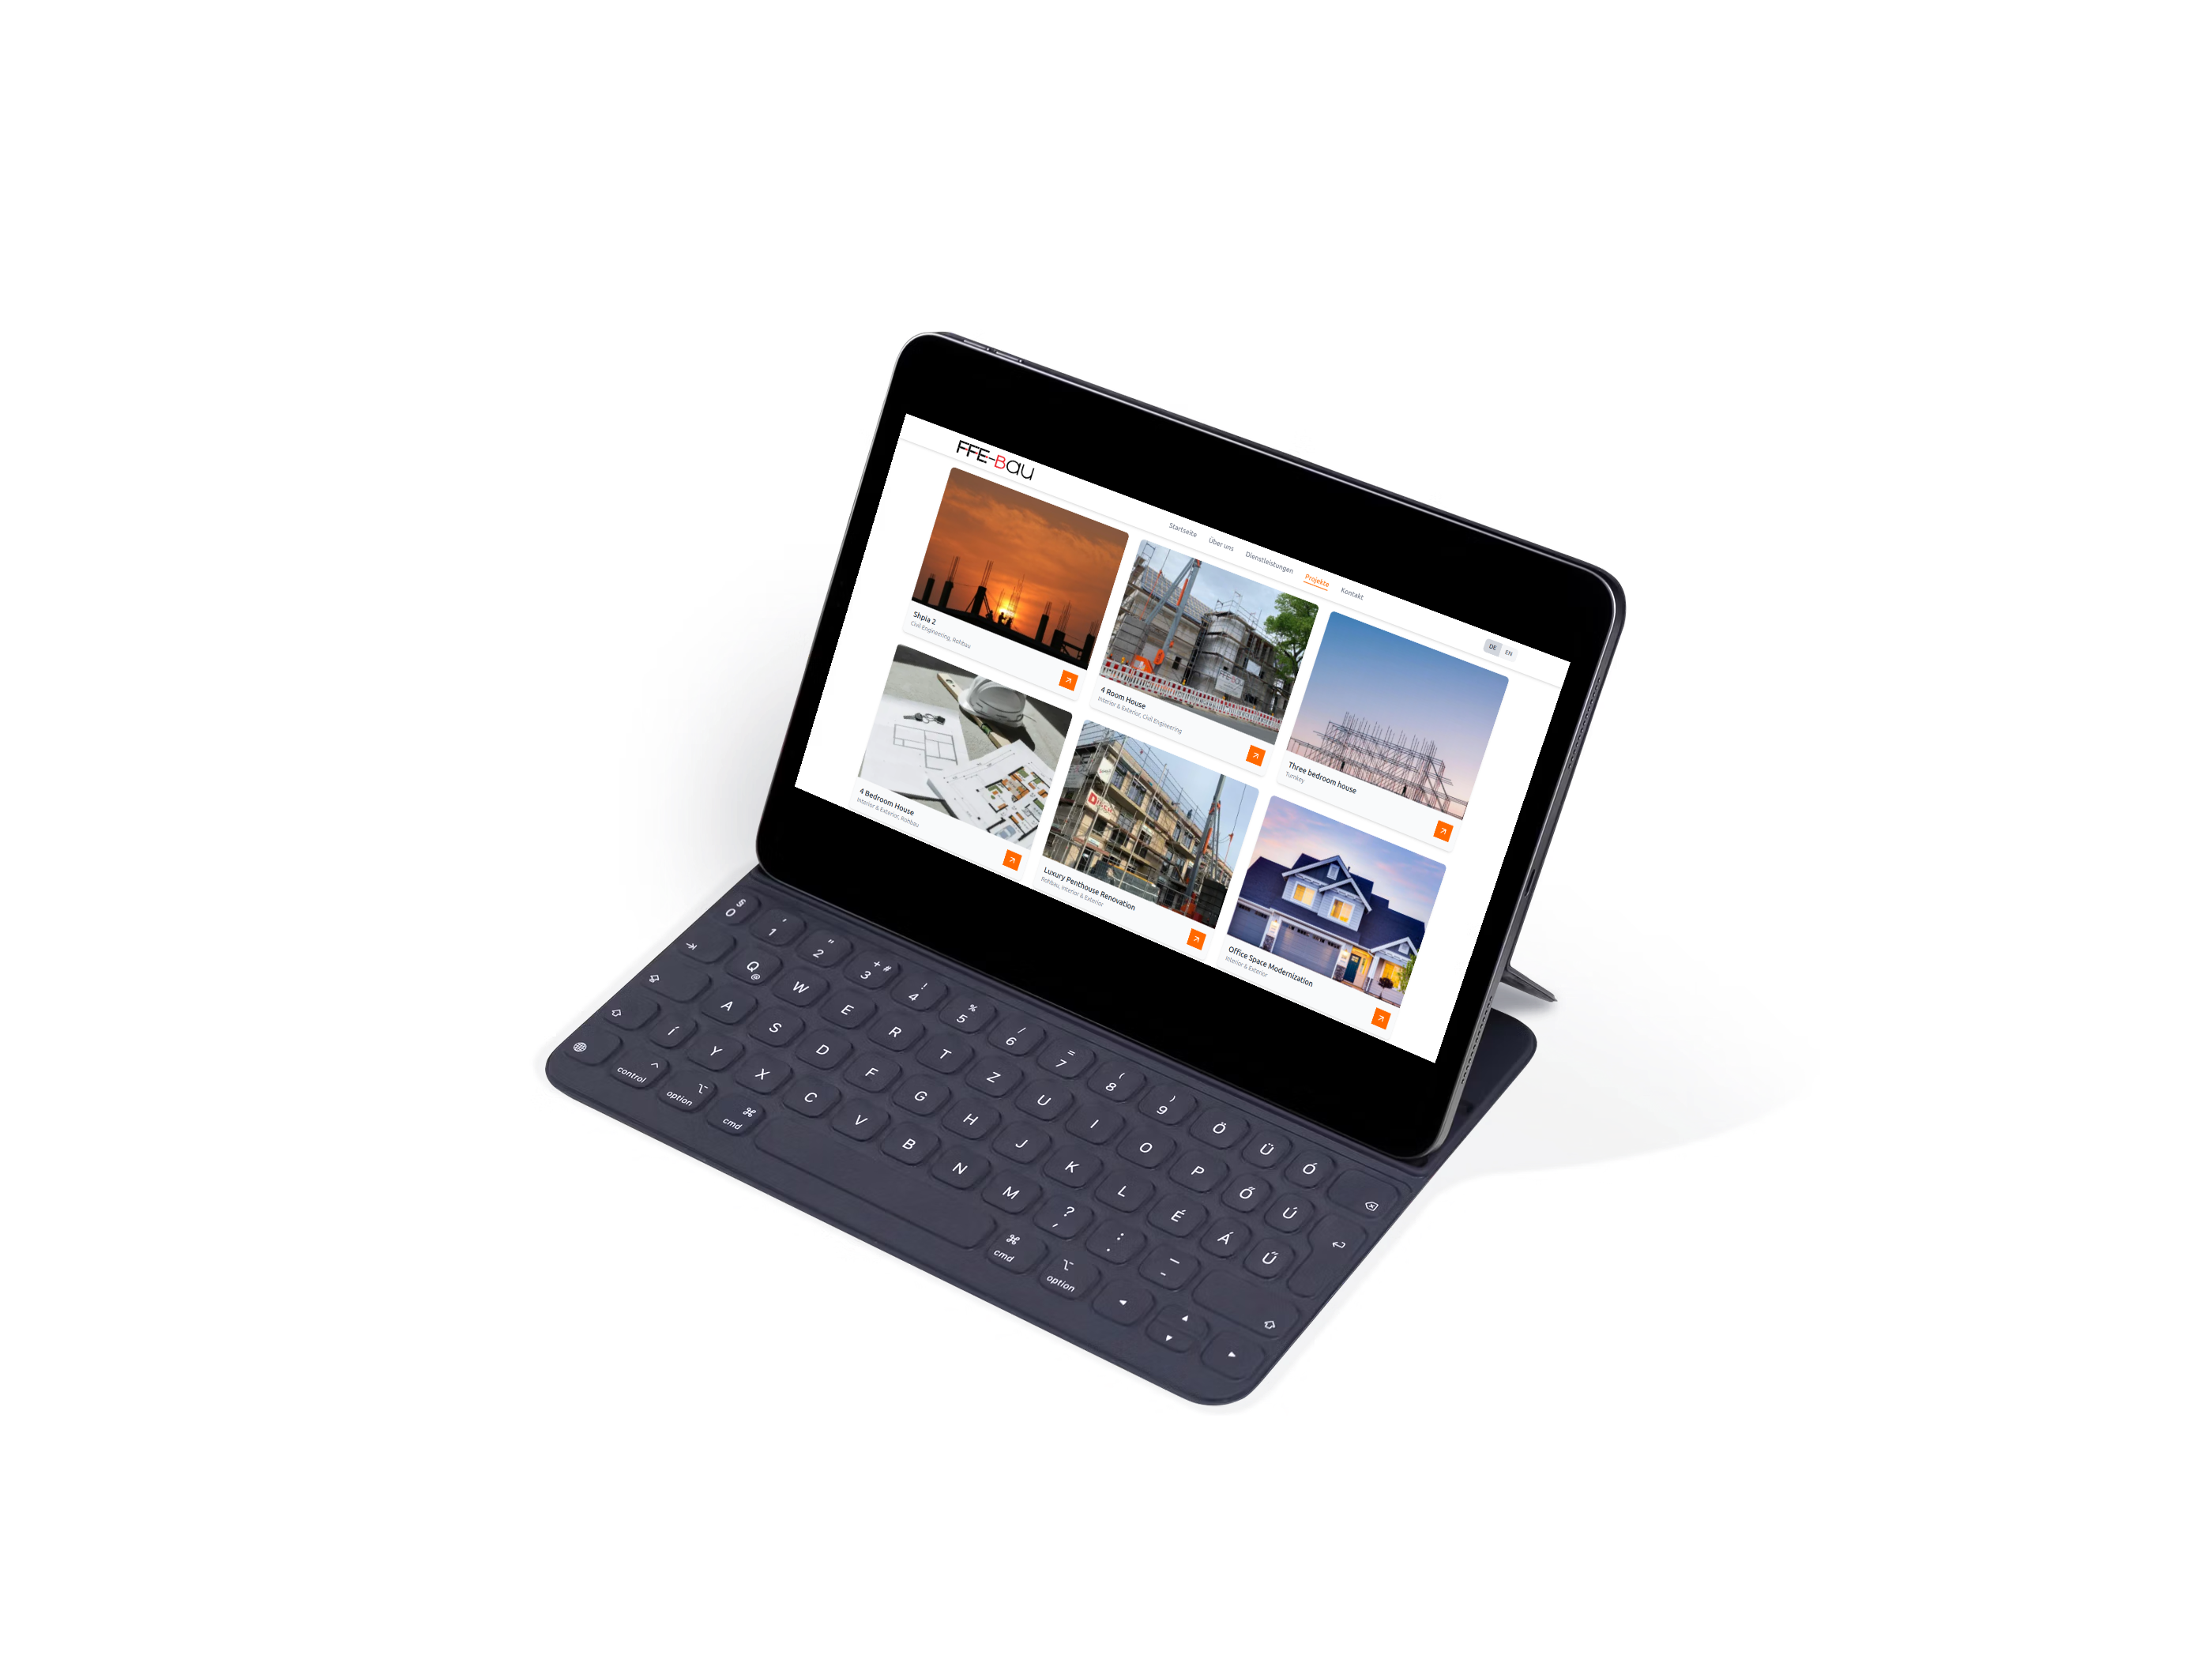 FFE-Bau
Startseite
Über uns
Dienstleistungen
Projekte
Kontakt
DE
EN
Shpia 2
Civil Engineering, Rohbau
4 Room House
Interior & Exterior, Civil Engineering
Three bedroom house
Turnkey
4 Bedroom House
Interior & Exterior, Rohbau
Luxury Penthouse Renovation
Rohbau, Interior & Exterior
Office Space Modernization
Interior & Exterior
§ 0 ' 1 " 2 + # 3 ! 4 % 5 / 6 = 7 ( 8 ) 9 Ö Ü Ó
Q @ W E R T Z U I O P Ő Ú
A S D F G H J K L É Á Ű
Í Y X C V B N M ? , : . _ -
control ^ option ⌥ cmd ⌘ cmd ⌘ option ⌥